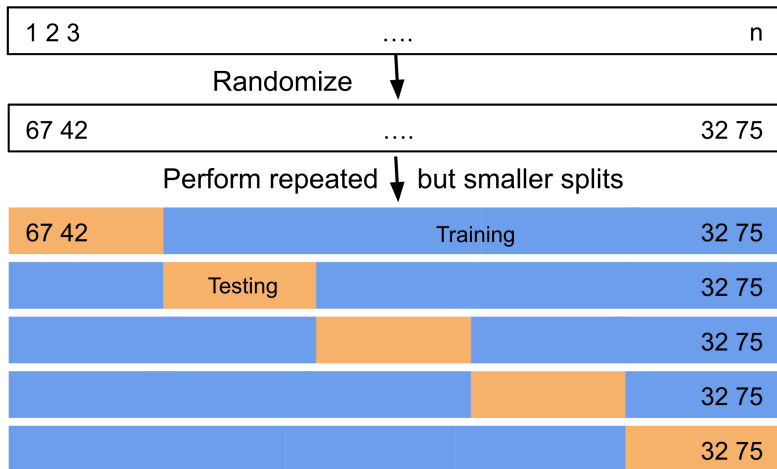 1 2 3 .... n
Randomize
67 42 .... 32 75
Perform repeated but smaller splits
67 42 Training 32 75
Testing 32 75
32 75
32 75
32 75